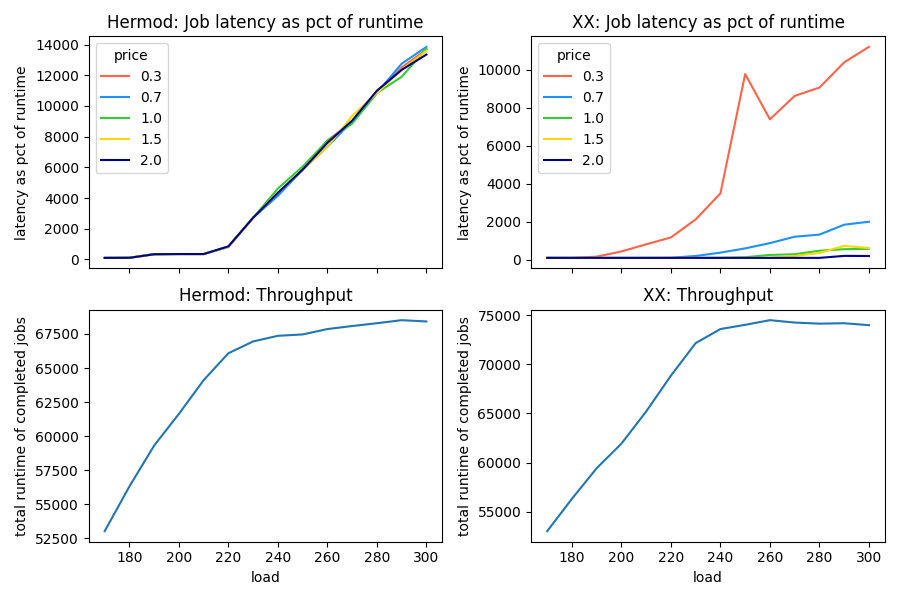 Hermod: Job latency as pct of runtime
latency as pct of runtime
14000
12000
10000
8000
6000
4000
2000
0
price
0.3
0.7
1.0
1.5
2.0
XX: Job latency as pct of runtime
latency as pct of runtime
10000
8000
6000
4000
2000
0
price
0.3
0.7
1.0
1.5
2.0
Hermod: Throughput
total runtime of completed jobs
67500
65000
62500
60000
57500
55000
52500
180 200 220 240 260 280 300
load
XX: Throughput
total runtime of completed jobs
75000
70000
65000
60000
55000
180 200 220 240 260 280 300
load